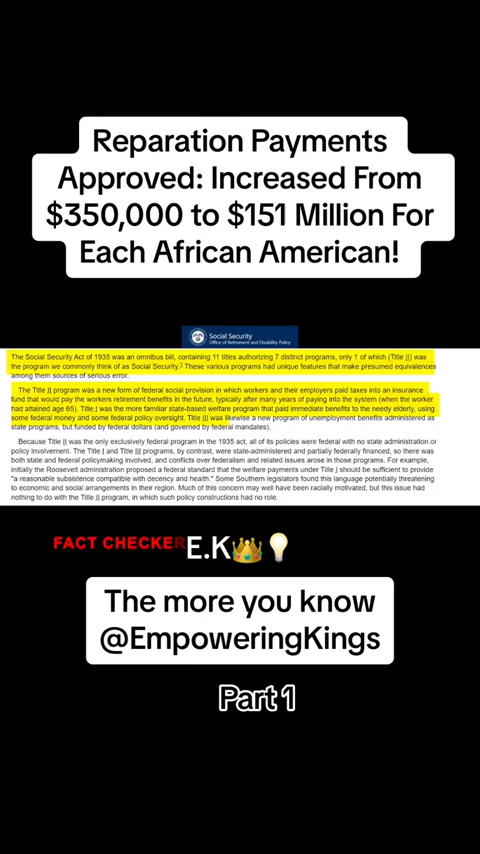 Reparation Payments
Approved: Increased From
$350,000 to $151 Million For
Each African American!
Social Security
Office of Retirement and Disability Policy
The Social Security Act of 1935 was an omnibus bill, containing 11 titles authorizing 7 distinct programs, only 1 of which (Title II) was
the program we commonly think of as Social Security.3 These various programs had unique features that make presumed equivalences
among them sources of serious error.
The Title II program was a new form of federal social provision in which workers and their employers paid taxes into an insurance
fund that would pay the workers retirement benefits in the future, typically after many years of paying into the system (when the worker
had attained age 65). Title I was the more familiar state-based welfare program that paid immediate benefits to the needy elderly, using
some federal money and some federal policy oversight. Title III was likewise a new program of unemployment benefits administered as
state programs, but funded by federal dollars (and governed by federal mandates).
Because Title II was the only exclusively federal program in the 1935 act, all of its policies were federal with no state administration or
policy involvement. The Title I and Title III programs, by contrast, were state-administered and partially federally financed, so there was
both state and federal policymaking involved, and conflicts over federalism and related issues arose in those programs. For example,
initially the Roosevelt administration proposed a federal standard that the welfare payments under Title I should be sufficient to provide
"a reasonable subsistence compatible with decency and health." Some Southern legislators found this language potentially threatening
to economic and social arrangements in their region. Much of this concern may well have been racially motivated, but this issue had
nothing to do with the Title II program, in which such policy constructions had no role.
FACT CHECKER E.K👑💡
The more you know
@EmpoweringKings
Part 1